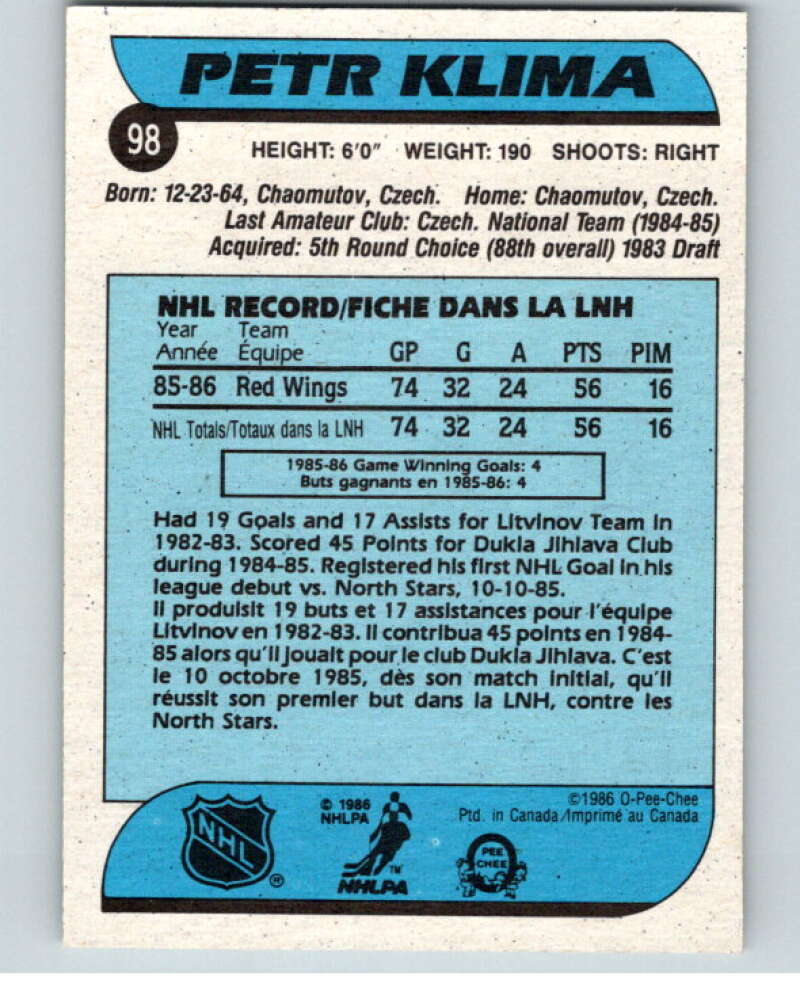 PETR KLIMA
98
HEIGHT: 6'0" WEIGHT: 190 SHOOTS: RIGHT
Born: 12-23-64, Chaomutov, Czech. Home: Chaomutov, Czech.
Last Amateur Club: Czech. National Team (1984-85)
Acquired: 5th Round Choice (88th overall) 1983 Draft
NHL RECORD/FICHE DANS LA LNH
Year Team
Année Équipe GP G A PTS PIM
85-86 Red Wings 74 32 24 56 16
NHL Totals/Totaux dans la LNH 74 32 24 56 16
1985-86 Game Winning Goals: 4
Buts gagnants en 1985-86: 4
Had 19 Goals and 17 Assists for Litvinov Team in
1982-83. Scored 45 Points for Dukla Jihlava Club
during 1984-85. Registered his first NHL Goal in his
league debut vs. North Stars, 10-10-85.
Il produisit 19 buts et 17 assistances pour l'équipe
Litvinov en 1982-83. Il contribua 45 points en 1984-
85 alors qu'il jouait pour le club Dukla Jihlava. C'est
le 10 octobre 1985, dès son match initial, qu'il
réussit son premier but dans la LNH, contre les
North Stars.
NHL ®
© 1986
NHLPA
TM
NHLPA
©1986 O-Pee-Chee
Ptd. in Canada/Imprimé au Canada
PEE
CHEE